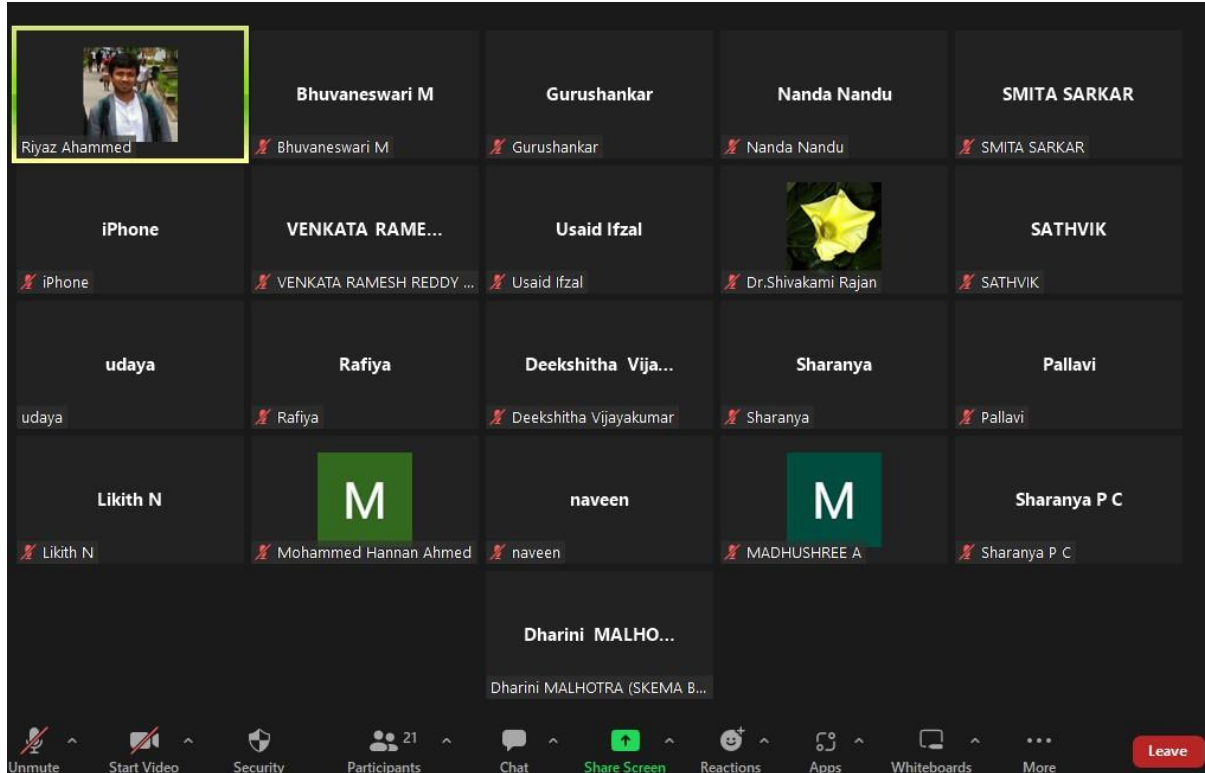 Riyaz Ahammed
Bhuvaneswari M
Bhuvaneswari M
Gurushankar
Gurushankar
Nanda Nandu
Nanda Nandu
SMITA SARKAR
SMITA SARKAR
iPhone
iPhone
VENKATA RAME...
VENKATA RAMESH REDDY ...
Usaid Ifzal
Usaid Ifzal
Dr.Shivakami Rajan
SATHVIK
SATHVIK
udaya
udaya
Rafiya
Rafiya
Deekshitha Vija...
Deekshitha Vijayakumar
Sharanya
Sharanya
Pallavi
Pallavi
Likith N
Likith N
M
Mohammed Hannan Ahmed
naveen
naveen
M
MADHUSHREE A
Sharanya P C
Sharanya P C
Dharini MALHO...
Dharini MALHOTRA (SKEMA B...
Unmute
Start Video
Security
21
Participants
Chat
Share Screen
Reactions
Apps
Whiteboards
More
Leave